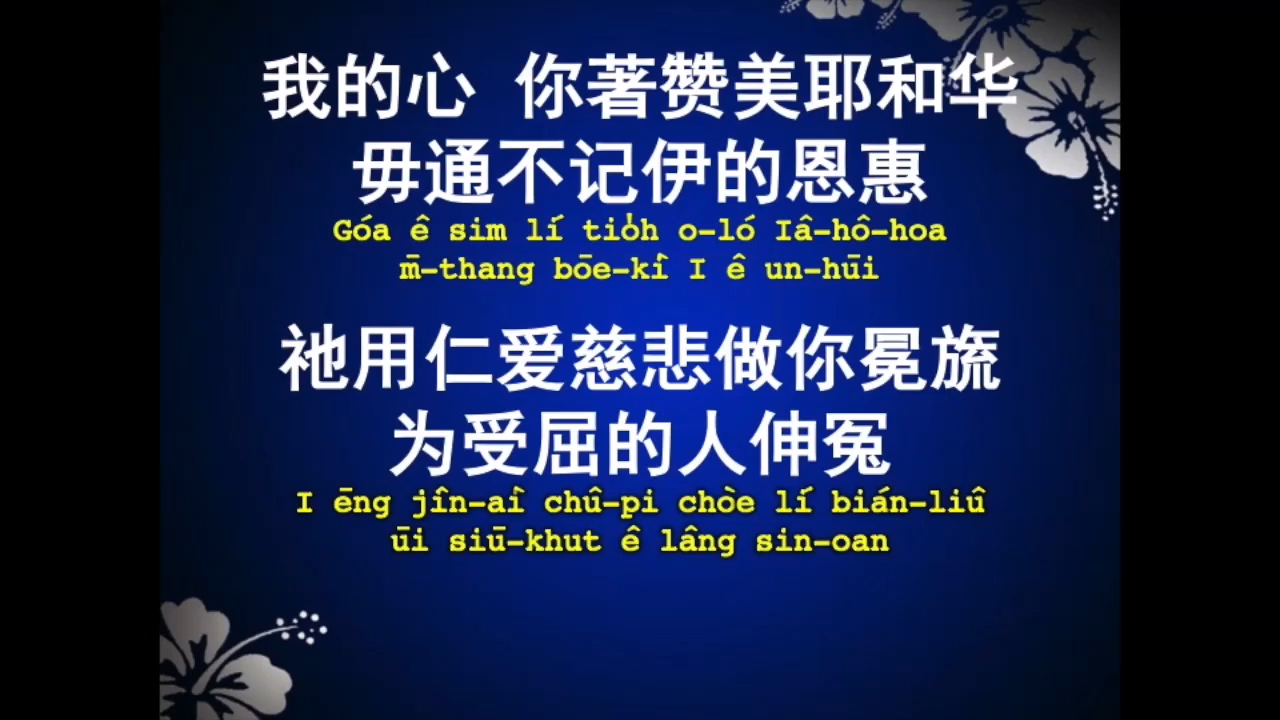 我的心 你著赞美耶和华
毋通不记伊的恩惠
Góa ê sim lí tio̍h o-ló Iâ-hô-hoa
m̄-thang bōe-kì I ê un-hūi
祂用仁爱慈悲做你冕旒
为受屈的人伸冤
I ēng jîn-aì chû-pi chòe lí bián-liû
ūi siū-khut ê lâng sin-oan